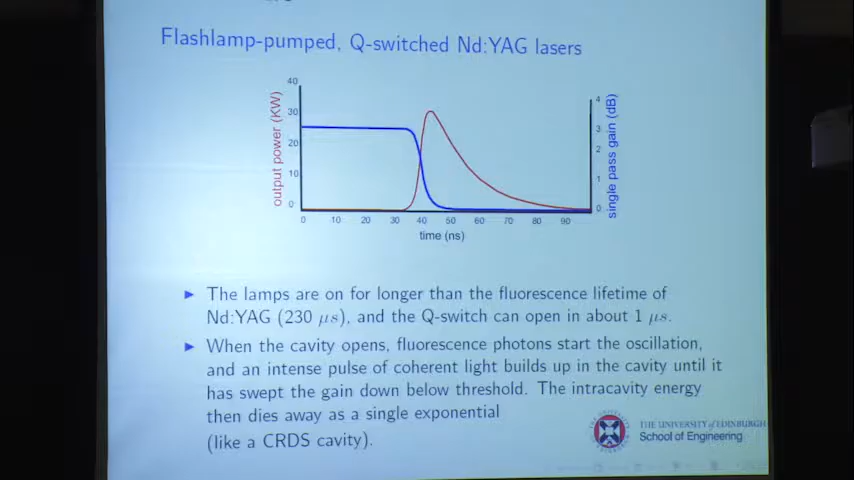 Flashlamp-pumped, Q-switched Nd:YAG lasers
output power (KW)
40
30
20
10
0
4
3
2
1
0
single pass gain (dB)
0 10 20 30 40 50 60 70 80 90
time (ns)
▶ The lamps are on for longer than the fluorescence lifetime of
Nd:YAG (230 μs), and the Q-switch can open in about 1 μs.
▶ When the cavity opens, fluorescence photons start the oscillation,
and an intense pulse of coherent light builds up in the cavity until it
has swept the gain down below threshold. The intracavity energy
then dies away as a single exponential
(like a CRDS cavity).
THE UNIVERSITY of EDINBURGH
School of Engineering